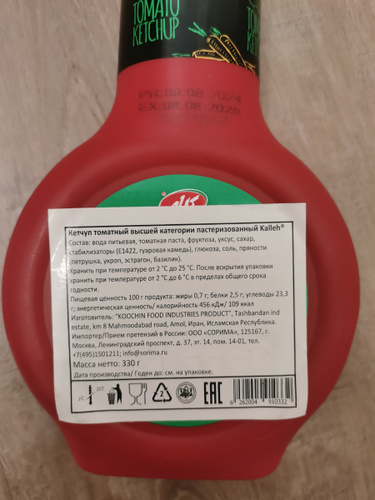 TOMATO
KETCHUP
TOMATO
KETCHUP
Кетчуп томатный высшей категории пастеризованный Kalleh®
Состав: вода питьевая, томатная паста, фруктоза, уксус, сахар,
стабилизаторы (Е1422, гуаровая камедь), глюкоза, соль, пряности
(петрушка, укроп, эстрагон, базилик).
Хранить при температуре от 2 °С до 25 °С. После вскрытия упаковки
хранить при температуре от 2 °С до 6 °С в пределах общего срока
годности.
Пищевая ценность 100 г продукта: жиры 0,7 г; белки 2,5 г, углеводы 23,3
г; энергетическая ценность/ калорийность 456 кДж/ 109 ккал
Изготовитель: "KOOCHIN FOOD INDUSTRIES PRODUCT", Tashbandan ind
estate, km 8 Mahmoodabad road, Amol, Иран, Исламская Республика.
Импортер/Прием претензий в России: ООО «СОРИМА», 125167, г.
Москва, Ленинградский проспект, д. 37, эт. 14, пом. 14-01, тел.
+7(495)1501211; info@sorima.ru
Масса нетто: 330 г
Дата производства/ Годен до: см. на упаковке.
2
EAC
6 262004 910332